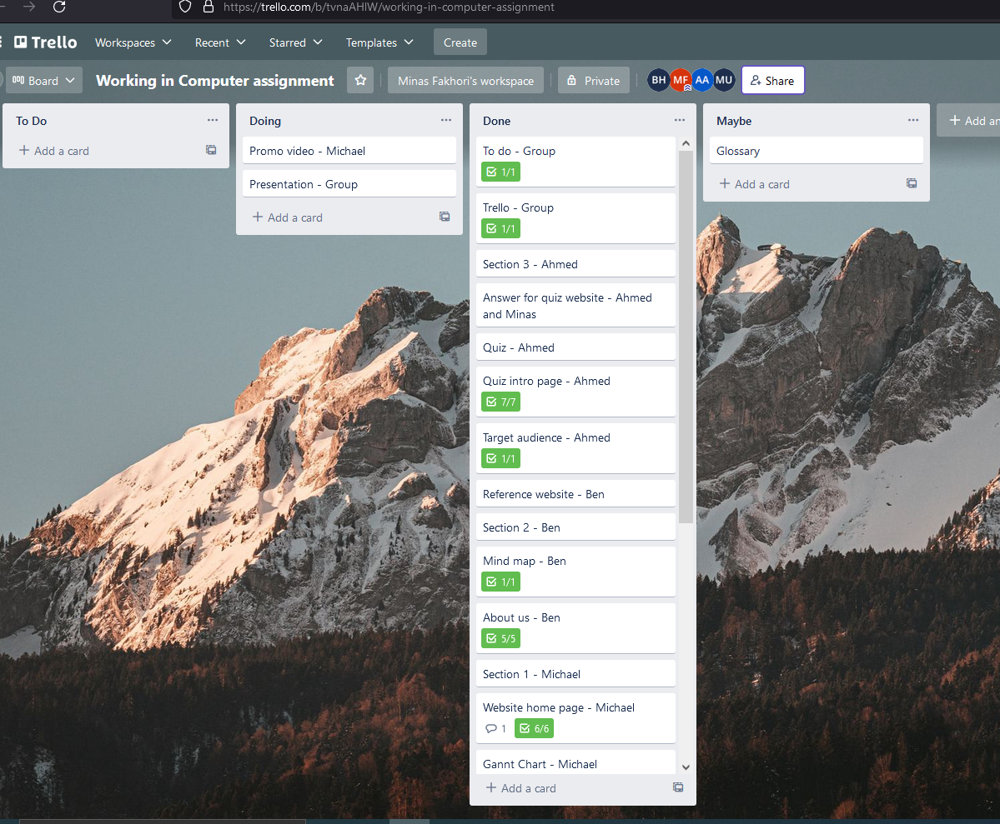 https://trello.com/b/tvnaAHlW/working-in-computer-assignment
Trello Workspaces Recent Starred Templates Create
Board Working in Computer assignment Minas Fakhori's workspace Private BH MF AA MU Share
To Do
Add a card
Doing
Promo video - Michael
Presentation - Group
Add a card
Done
To do - Group
1/1
Trello - Group
1/1
Section 3 - Ahmed
Answer for quiz website - Ahmed
and Minas
Quiz - Ahmed
Quiz intro page - Ahmed
7/7
Target audience - Ahmed
1/1
Reference website - Ben
Section 2 - Ben
Mind map - Ben
1/1
About us - Ben
5/5
Section 1 - Michael
Website home page - Michael
1 6/6
Gannt Chart - Michael
Add a card
Maybe
Glossary
Add a card
Add